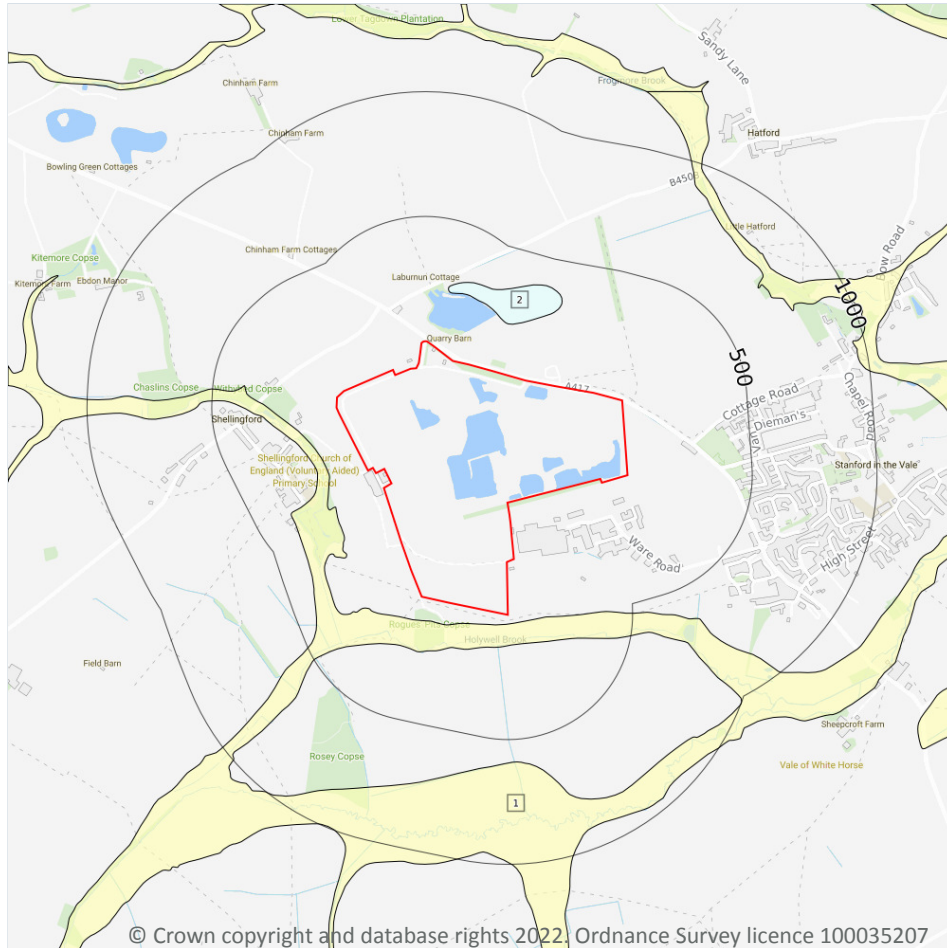 Lower Tagdown Plantation
Sandy Lane
Chinham Farm
Frogmore Brook
Chinham Farm
Hatford
Bowling Green Cottages
B4508
Little Hatford
Bow Road
Chinham Farm Cottages
Kitemore Copse
Ebdon Manor
Kitemore Farm
Laburnun Cottage
2
1000
Quarry Barn
500
A417
Chaslins Copse
Withybed Copse
Cottage Road
Chapel Road
Shellingford
Van Dieman's
Shellingford Church of
England (Voluntary Aided)
Primary School
Stanford in the Vale
High Street
Ware Road
Rogues' Pits Copse
Holywell Brook
Field Barn
Sheepcroft Farm
Rosey Copse
Vale of White Horse
1
© Crown copyright and database rights 2022. Ordnance Survey licence 100035207